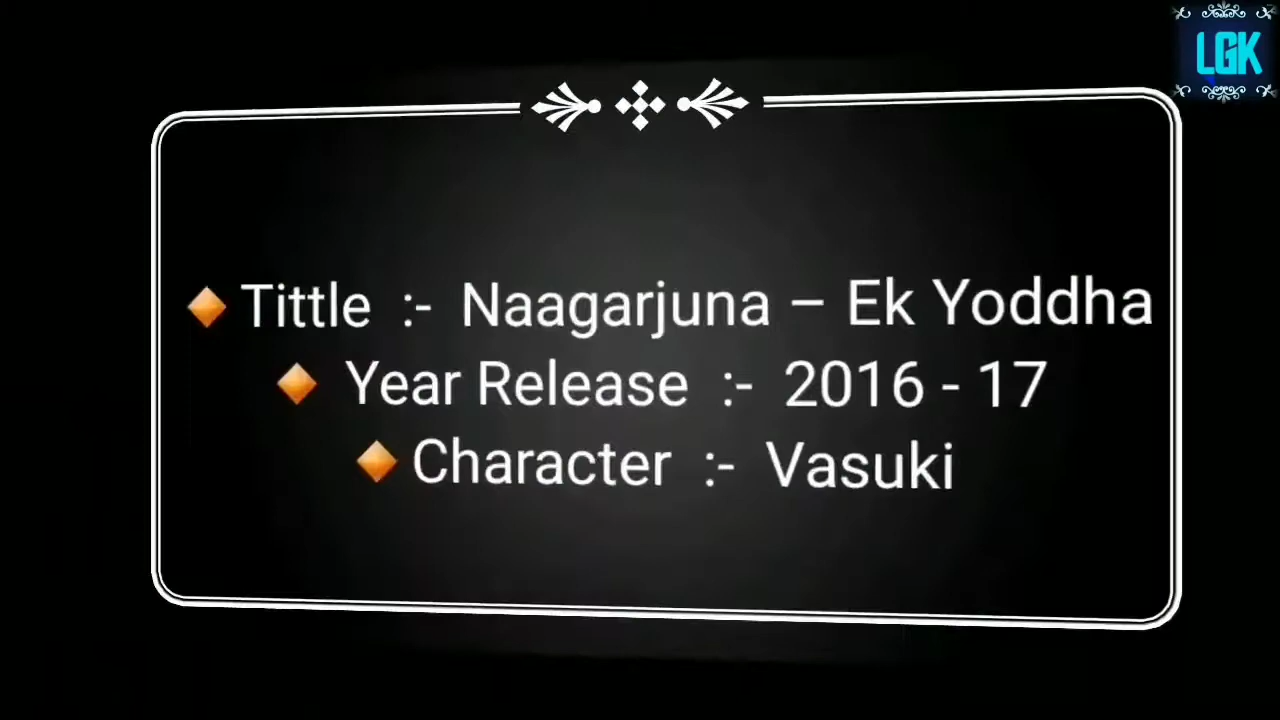 LGK
🔸Tittle :- Naagarjuna – Ek Yoddha
🔸 Year Release :- 2016 - 17
🔸Character :- Vasuki